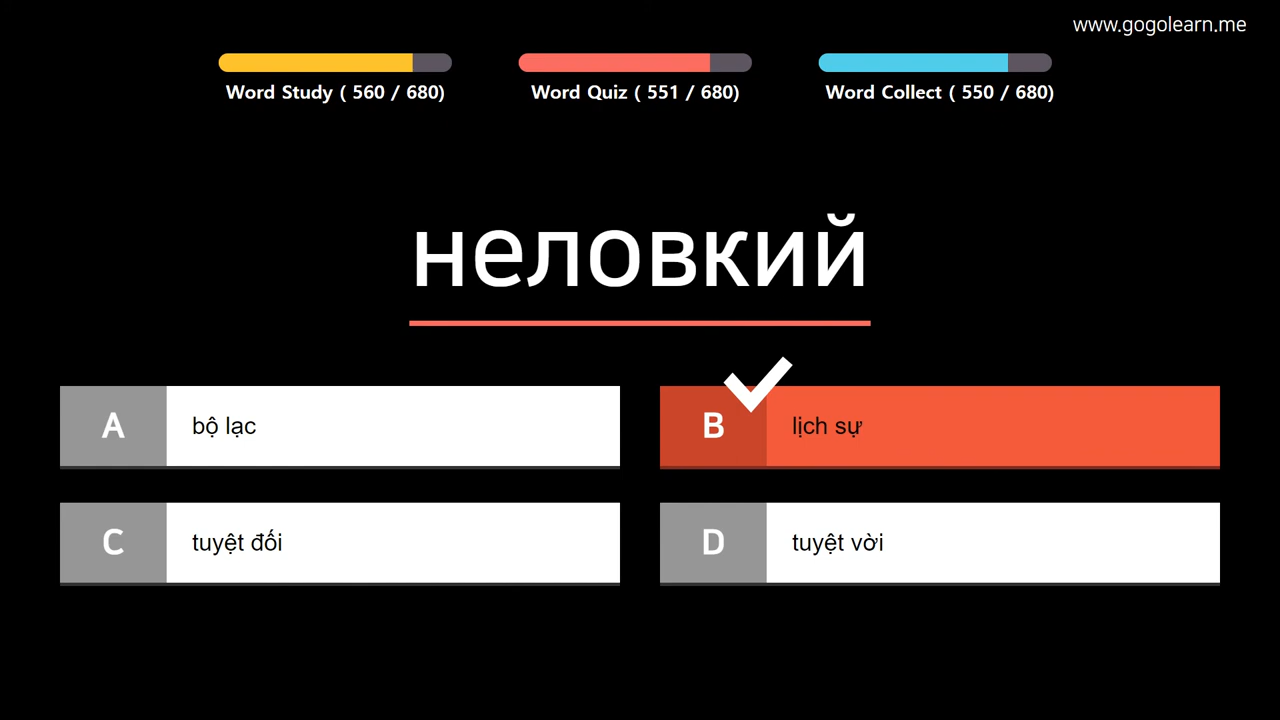 www.gogolearn.me
Word Study ( 560 / 680)
Word Quiz ( 551 / 680)
Word Collect ( 550 / 680)
неловкий
A
bộ lạc
B
lịch sự
C
tuyệt đối
D
tuyệt vời